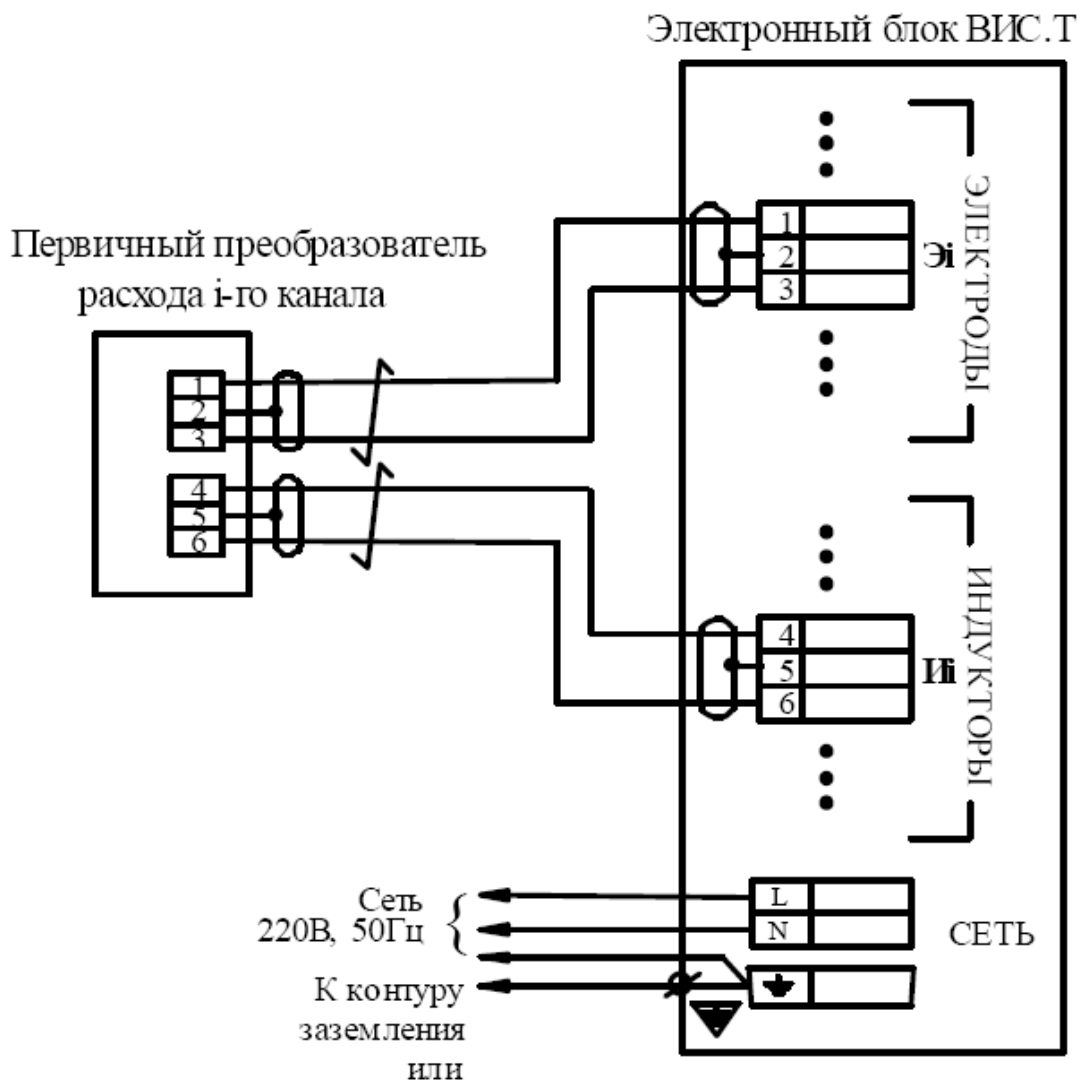 Электронный блок ВИС.Т
Первичный преобразователь
расхода i-го канала
1
2
3
4
5
6
1
2
3
Эi
ЭЛЕКТРОДЫ
4
5
6
Иi
ИНДУКТОРЫ
Сеть
220В, 50Гц
L
N
СЕТЬ
К контуру
заземления
или